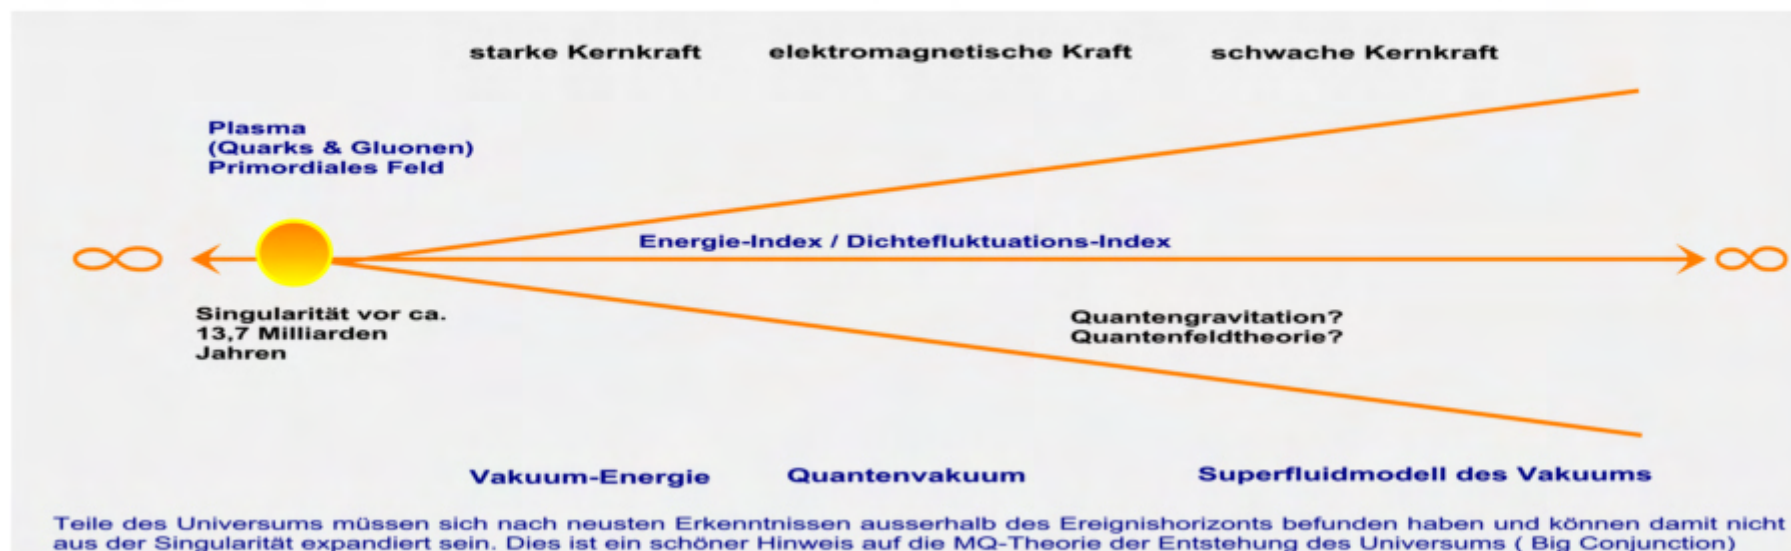 starke Kernkraft elektromagnetische Kraft schwache Kernkraft
Plasma
(Quarks & Gluonen)
Primordiales Feld
Energie-Index / Dichtefluktuations-Index
∞ ∞
Singularität vor ca.
13,7 Milliarden
Jahren
Quantengravitation?
Quantenfeldtheorie?
Vakuum-Energie Quantenvakuum Superfluidmodell des Vakuums
Teile des Universums müssen sich nach neusten Erkenntnissen ausserhalb des Ereignishorizonts befunden haben und können damit nicht
aus der Singularität expandiert sein. Dies ist ein schöner Hinweis auf die MQ-Theorie der Entstehung des Universums ( Big Conjunction)